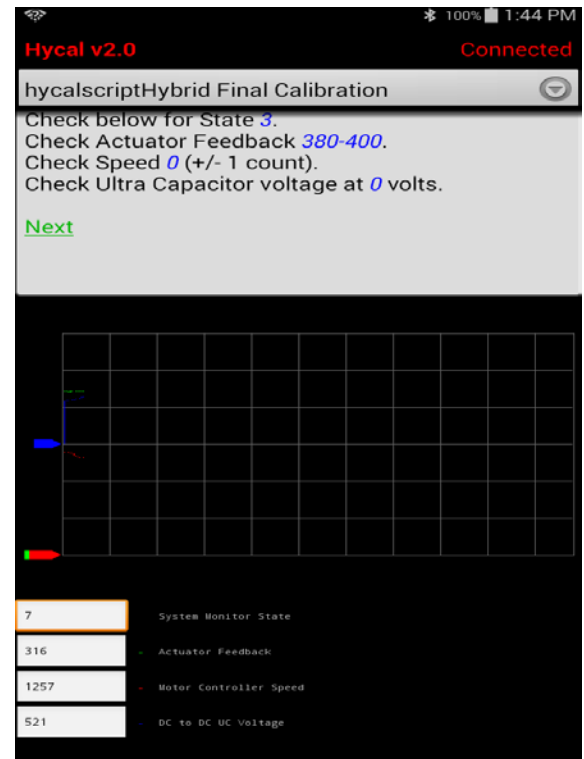 100% 1:44 PM
Hycal v2.0 Connected
hycalscriptHybrid Final Calibration
Check below for State 3.
Check Actuator Feedback 380-400.
Check Speed 0 (+/- 1 count).
Check Ultra Capacitor voltage at 0 volts.
Next
7 System Monitor State
316 Actuator Feedback
1257 Motor Controller Speed
521 DC to DC UC Voltage